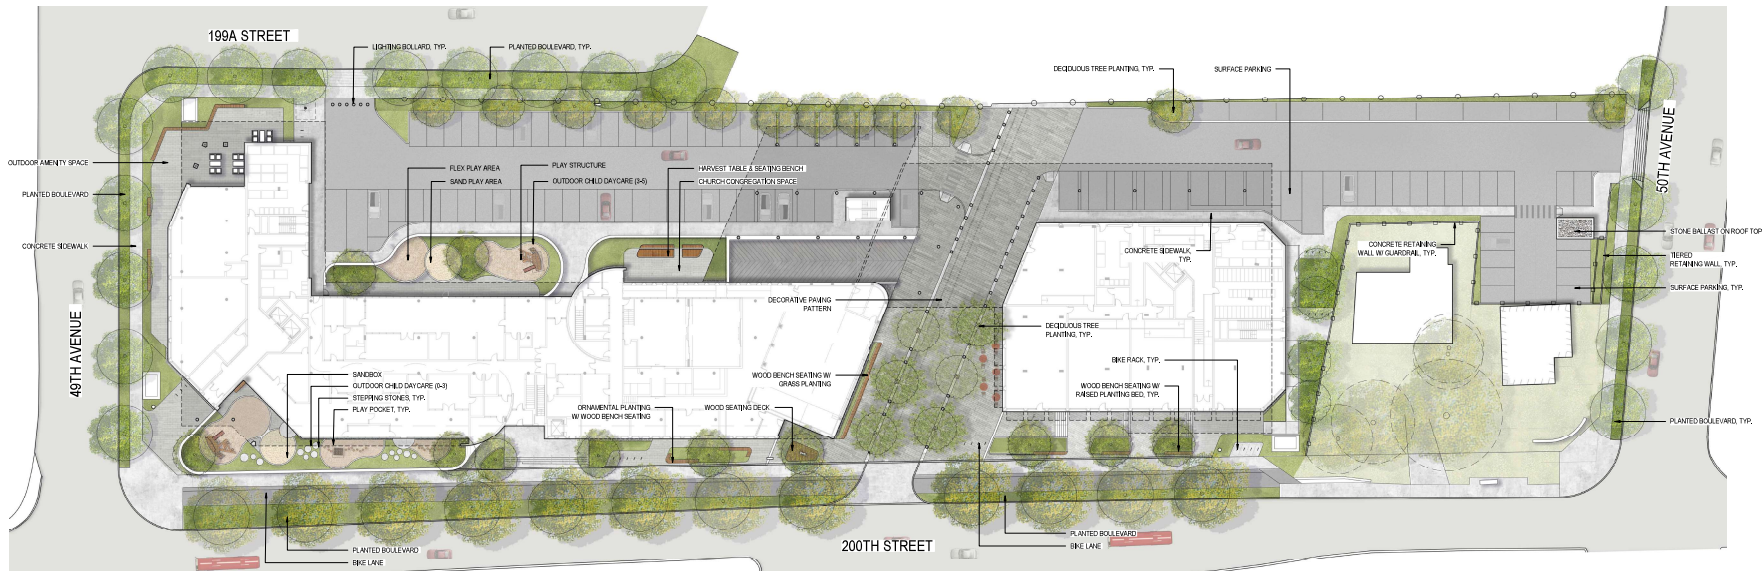 199A STREET
LIGHTING BOLLARD, TYP.
PLANTED BOULEVARD, TYP.
DECIDUOUS TREE PLANTING, TYP.
SURFACE PARKING
50TH AVENUE
OUTDOOR AMENITY SPACE
PLANTED BOULEVARD
CONCRETE SIDEWALK
49TH AVENUE
FLEX PLAY AREA
SAND PLAY AREA
PLAY STRUCTURE
OUTDOOR CHILD DAYCARE (3-5)
HARVEST TABLE & SEATING BENCH
CHURCH CONGREGATION SPACE
CONCRETE SIDEWALK,
TYP.
CONCRETE RETAINING
WALL W/ GUARDRAIL, TYP.
STONE BALLAST ON ROOF TOP
TIERED
RETAINING WALL, TYP.
SURFACE PARKING, TYP.
DECORATIVE PAVING
PATTERN
DECIDUOUS TREE
PLANTING, TYP.
BIKE RACK, TYP.
WOOD BENCH SEATING W/
GRASS PLANTING
WOOD BENCH SEATING W/
RAISED PLANTING BED, TYP.
SANDBOX
OUTDOOR CHILD DAYCARE (0-3)
STEPPING STONES, TYP.
PLAY POCKET, TYP.
ORNAMENTAL PLANTING
W/ WOOD BENCH SEATING
WOOD SEATING DECK
PLANTED BOULEVARD, TYP.
PLANTED BOULEVARD
BIKE LANE
200TH STREET
PLANTED BOULEVARD
BIKE LANE